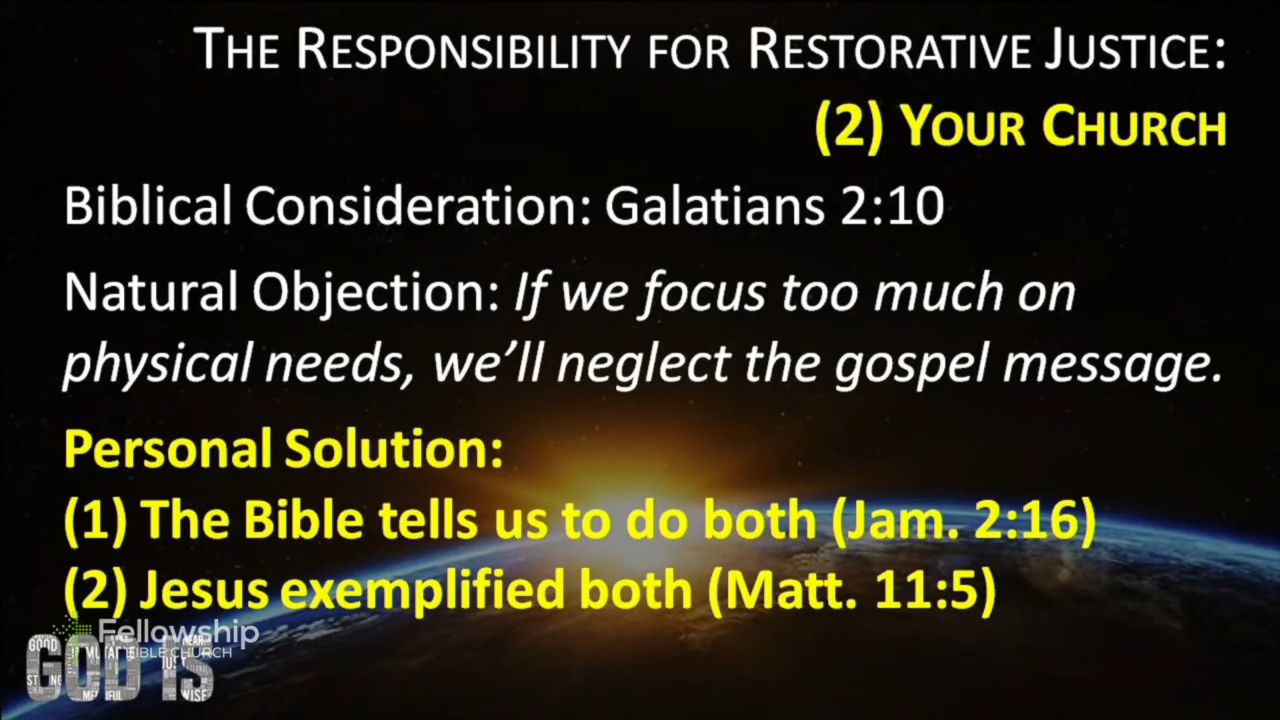 THE RESPONSIBILITY FOR RESTORATIVE JUSTICE:
(2) YOUR CHURCH
Biblical Consideration: Galatians 2:10
Natural Objection: If we focus too much on
physical needs, we’ll neglect the gospel message.
Personal Solution:
(1) The Bible tells us to do both (Jam. 2:16)
(2) Jesus exemplified both (Matt. 11:5)
Fellowship
BIBLE CHURCH
GOD IS
GOOD
WISE